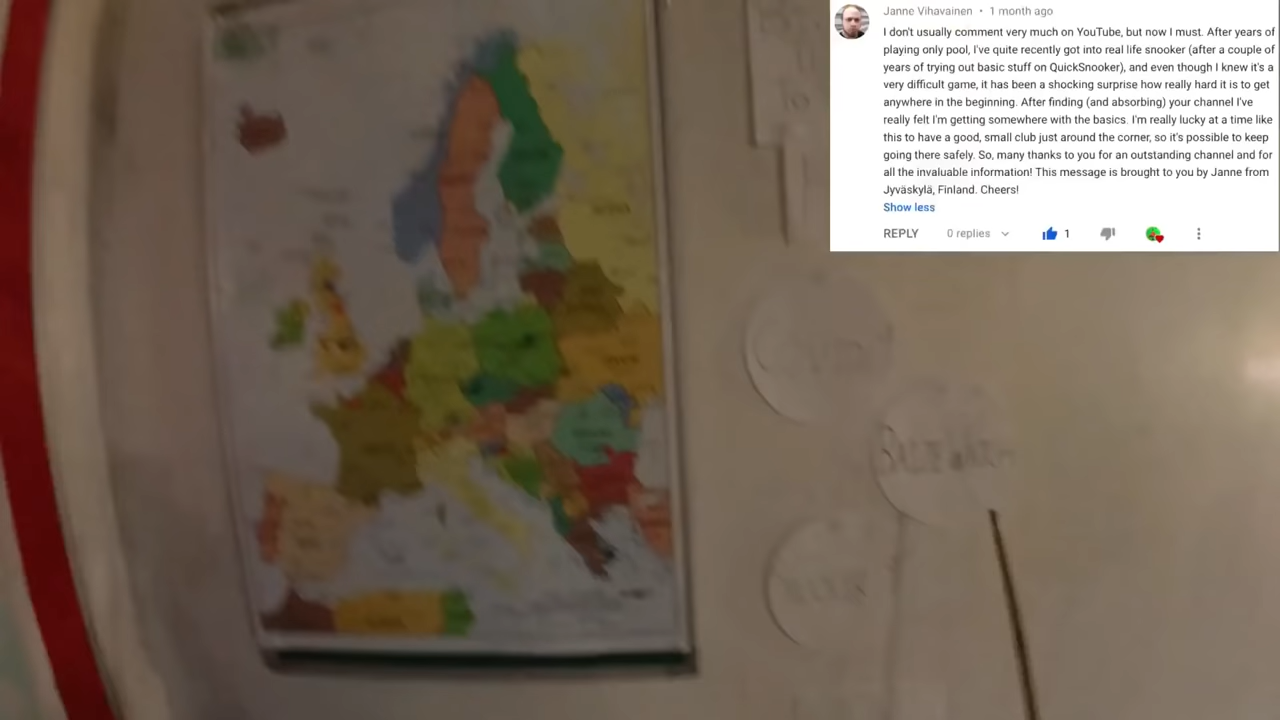 Janne Vihavainen • 1 month ago
I don't usually comment very much on YouTube, but now I must. After years of
playing only pool, I've quite recently got into real life snooker (after a couple of
years of trying out basic stuff on QuickSnooker), and even though I knew it's a
very difficult game, it has been a shocking surprise how really hard it is to get
anywhere in the beginning. After finding (and absorbing) your channel I've
really felt I'm getting somewhere with the basics. I'm really lucky at a time like
this to have a good, small club just around the corner, so it's possible to keep
going there safely. So, many thanks to you for an outstanding channel and for
all the invaluable information! This message is brought to you by Janne from
Jyväskylä, Finland. Cheers!
Show less
REPLY 0 replies 1